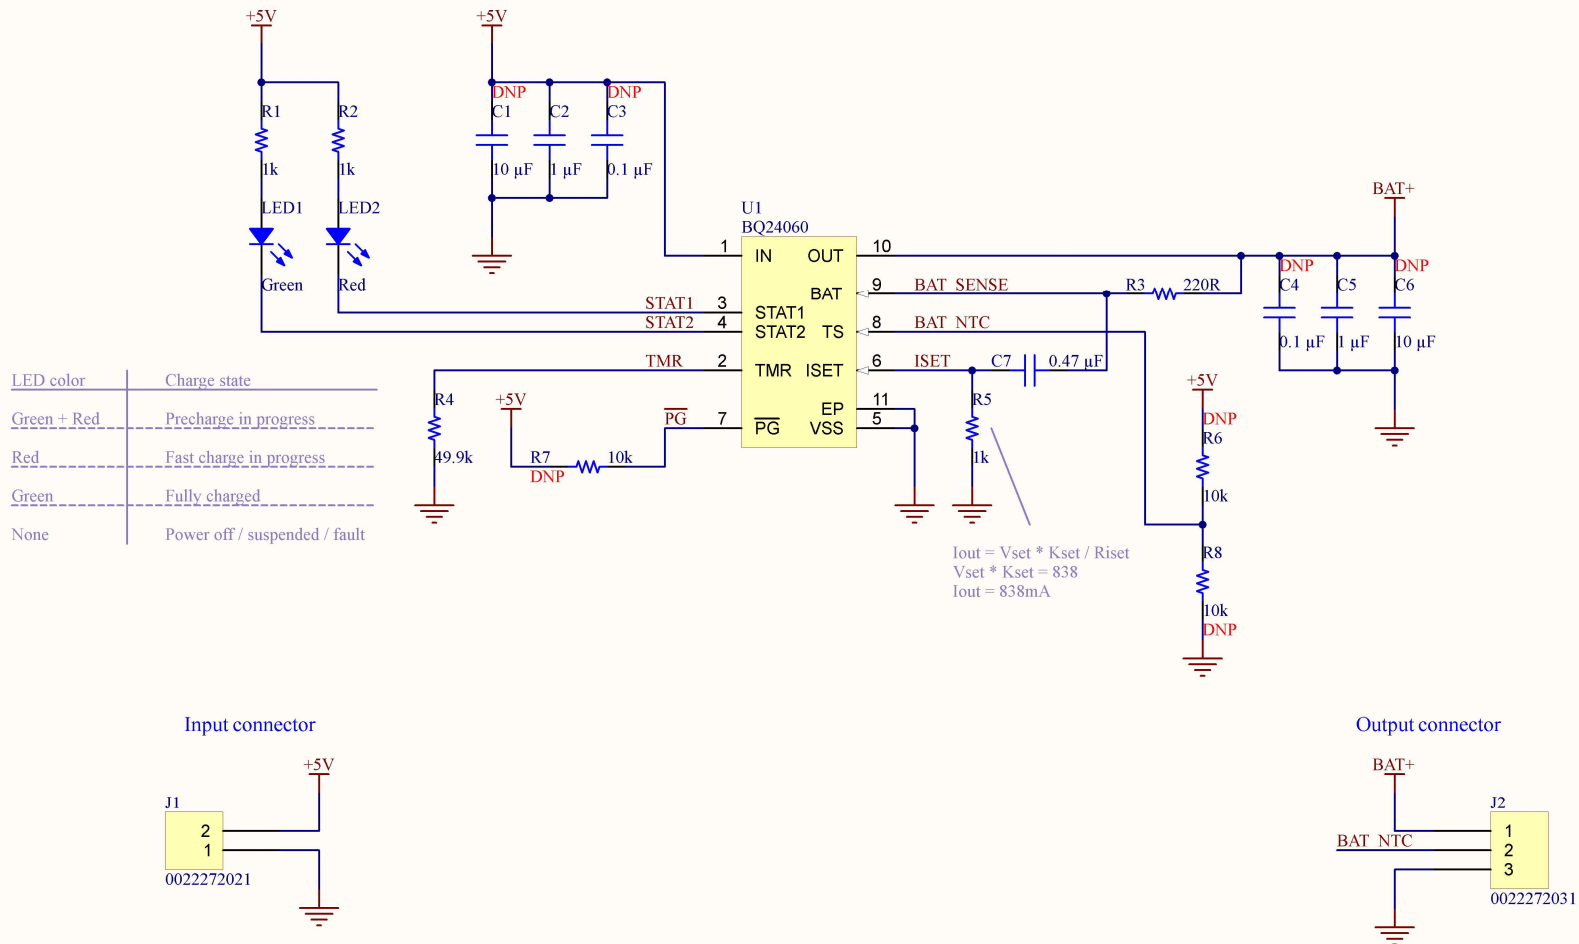 +5V
+5V
R1
R2
1k
1k
LED1
LED2
Green
Red
DNP
DNP
C1
C2
C3
10 µF
1 µF
0.1 µF
U1
BQ24060
1
IN
OUT
10
BAT
9
BAT SENSE
STAT1
3
STAT1
STAT2
4
STAT2
TS
8
BAT NTC
TMR
2
TMR
ISET
6
ISET
EP
11
PG
7
PG
VSS
5
R3
220R
BAT+
DNP
DNP
C4
C5
C6
0.1 µF
1 µF
10 µF
C7
0.47 µF
R4
49.9k
+5V
R7
10k
DNP
R5
1k
+5V
DNP
R6
10k
R8
10k
DNP
Iout = Vset * Kset / Riset
Vset * Kset = 838
Iout = 838mA
LED color
Charge state
Green + Red
Precharge in progress
Red
Fast charge in progress
Green
Fully charged
None
Power off / suspended / fault
Input connector
+5V
J1
2
1
0022272021
Output connector
BAT+
J2
1
BAT NTC
2
3
0022272031